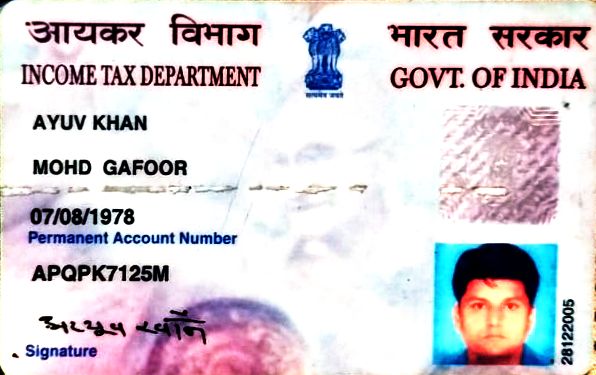 आयकर विभाग
INCOME TAX DEPARTMENT
भारत सरकार
GOVT. OF INDIA
सत्यमेव जयते
AYUV KHAN
MOHD GAFOOR
07/08/1978
Permanent Account Number
APQPK7125M
Signature
28122005